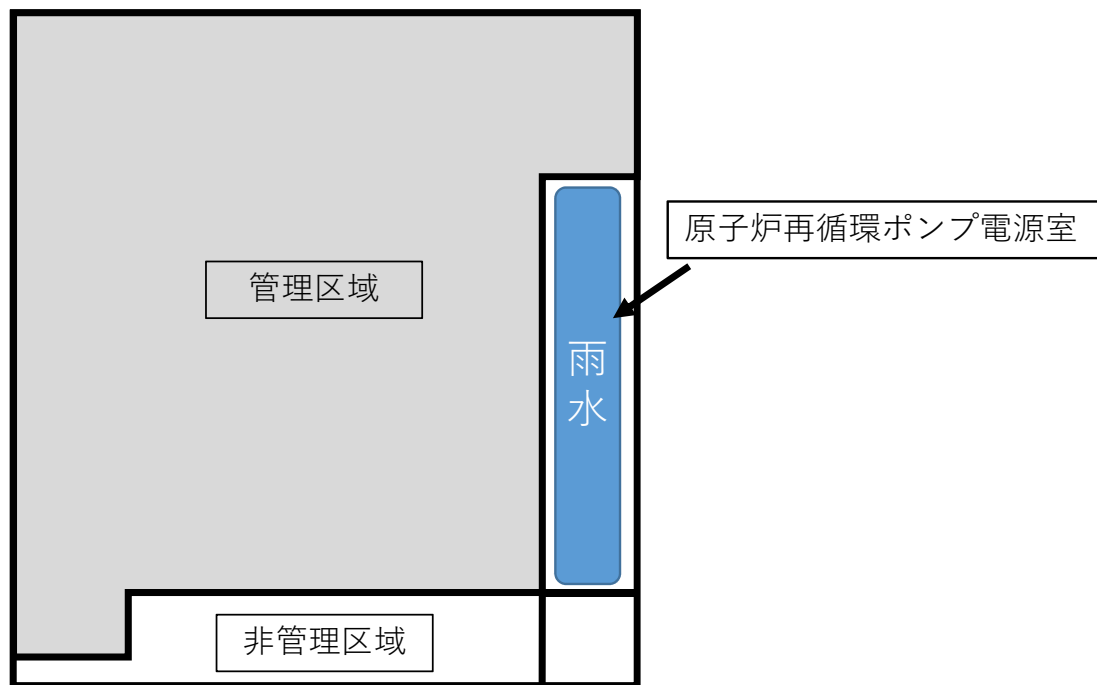 原子炉再循環ポンプ電源室
管理区域
雨水
非管理区域